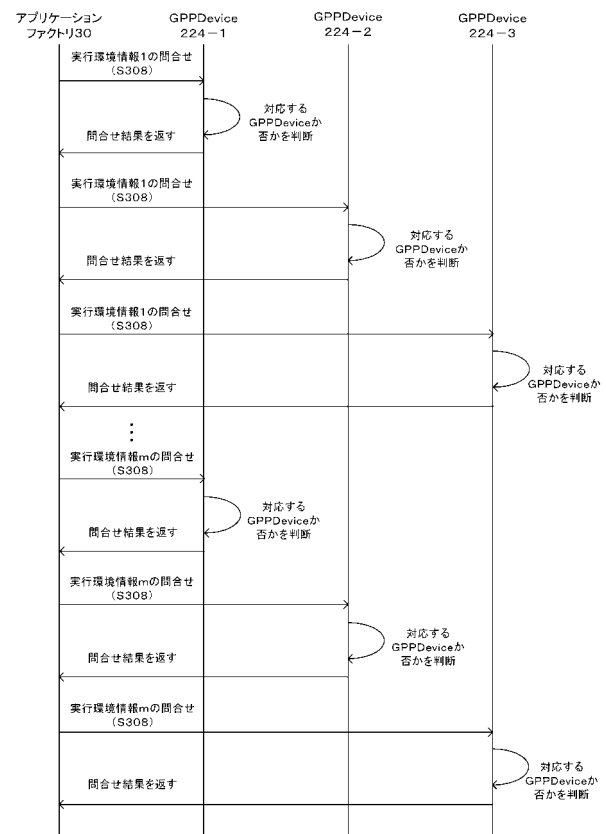 アプリケーション
ファクトリ30
GPPDevice
224－1
GPPDevice
224－2
GPPDevice
224－3
実行環境情報1の問合せ
(S308)
対応する
GPPDeviceか
否かを判断
問合せ結果を返す
実行環境情報1の問合せ
(S308)
対応する
GPPDeviceか
否かを判断
問合せ結果を返す
実行環境情報1の問合せ
(S308)
対応する
GPPDeviceか
否かを判断
問合せ結果を返す
⋮
実行環境情報mの問合せ
(S308)
対応する
GPPDeviceか
否かを判断
問合せ結果を返す
実行環境情報mの問合せ
(S308)
対応する
GPPDeviceか
否かを判断
問合せ結果を返す
実行環境情報mの問合せ
(S308)
対応する
GPPDeviceか
否かを判断
問合せ結果を返す